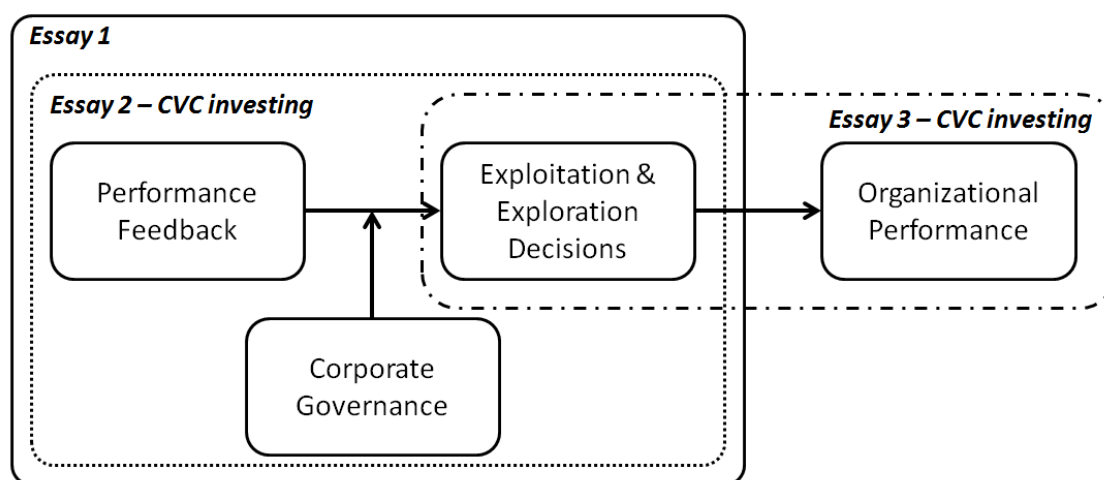 Essay 1
Essay 2 – CVC investing
Essay 3 – CVC investing
Performance
Feedback
Exploitation &
Exploration
Decisions
Organizational
Performance
Corporate
Governance